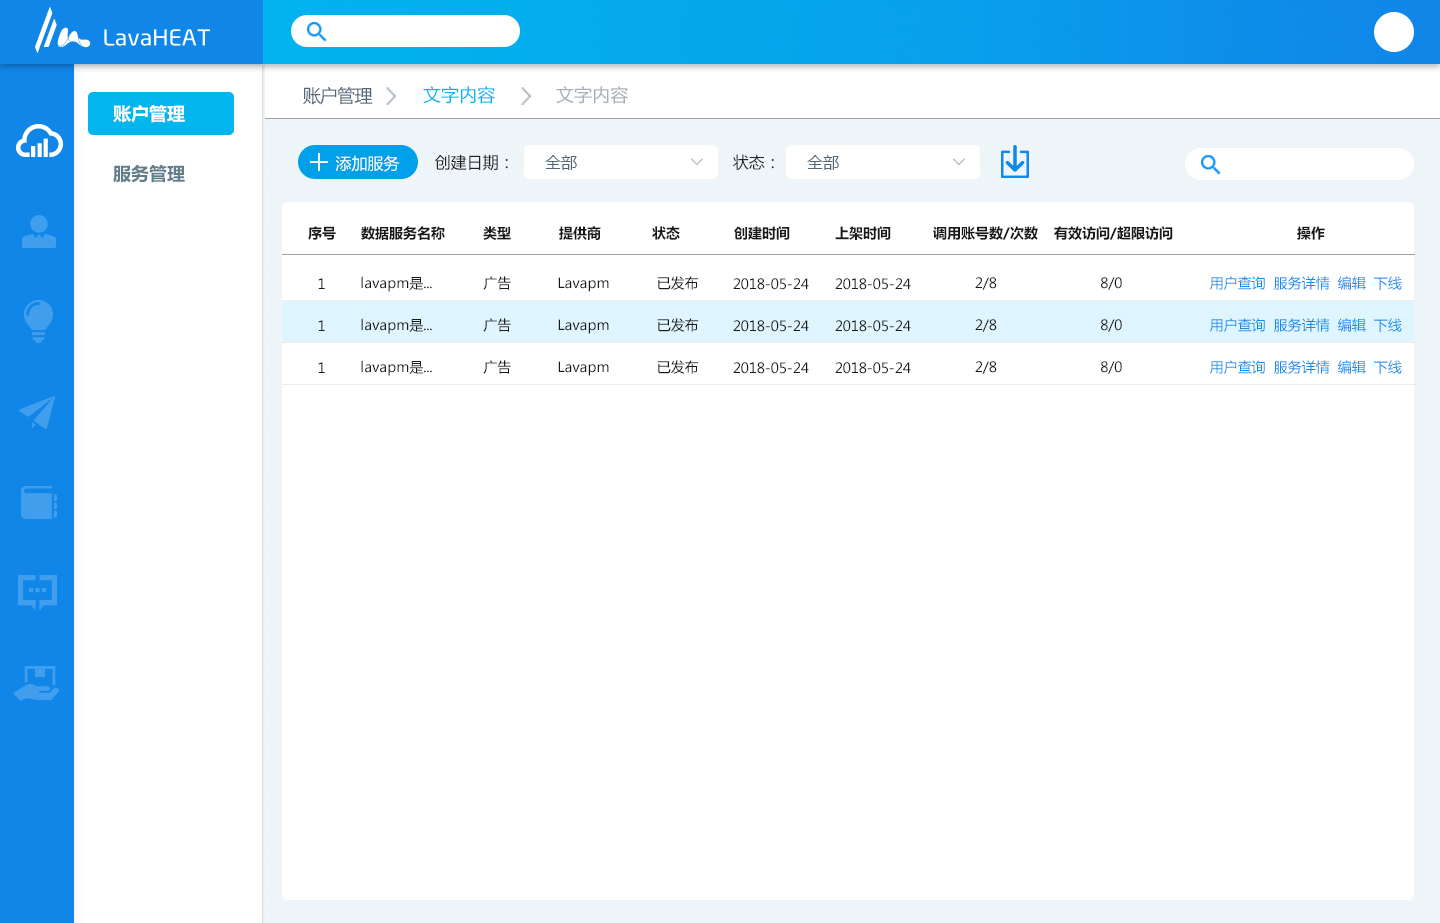 LavaHEAT
账户管理
服务管理
账户管理 文字内容 文字内容
添加服务 创建日期： 全部 状态： 全部
序号 数据服务名称 类型 提供商 状态 创建时间 上架时间 调用账号数/次数 有效访问/超限访问 操作
1 lavapm是... 广告 Lavapm 已发布 2018-05-24 2018-05-24 2/8 8/0 用户查询 服务详情 编辑 下线
1 lavapm是... 广告 Lavapm 已发布 2018-05-24 2018-05-24 2/8 8/0 用户查询 服务详情 编辑 下线
1 lavapm是... 广告 Lavapm 已发布 2018-05-24 2018-05-24 2/8 8/0 用户查询 服务详情 编辑 下线